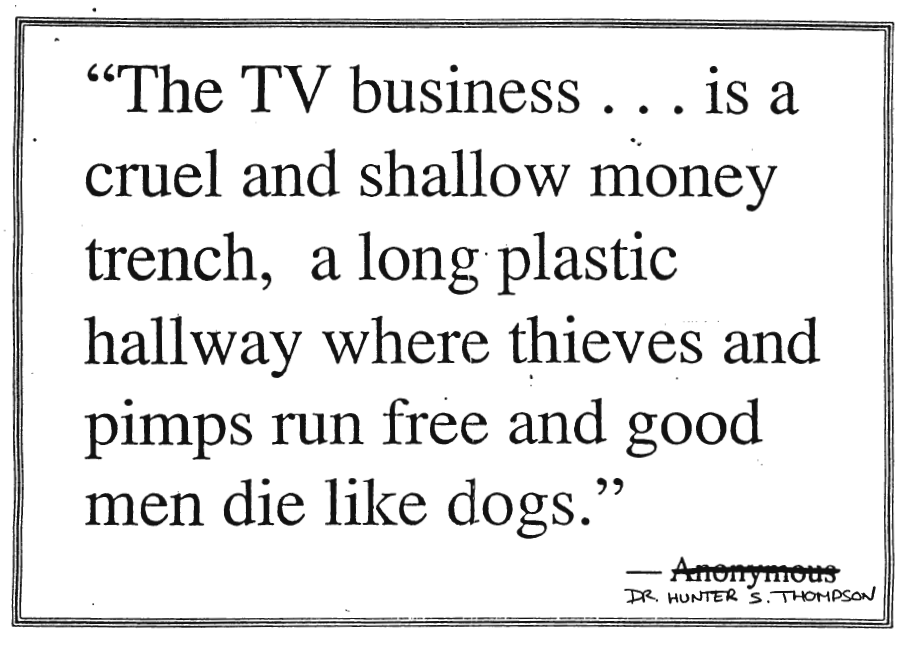 “The TV business . . . is a
cruel and shallow money
trench,  a long plastic
hallway where thieves and
pimps run free and good
men die like dogs.”
— Anonymous
DR. HUNTER S. THOMPSON